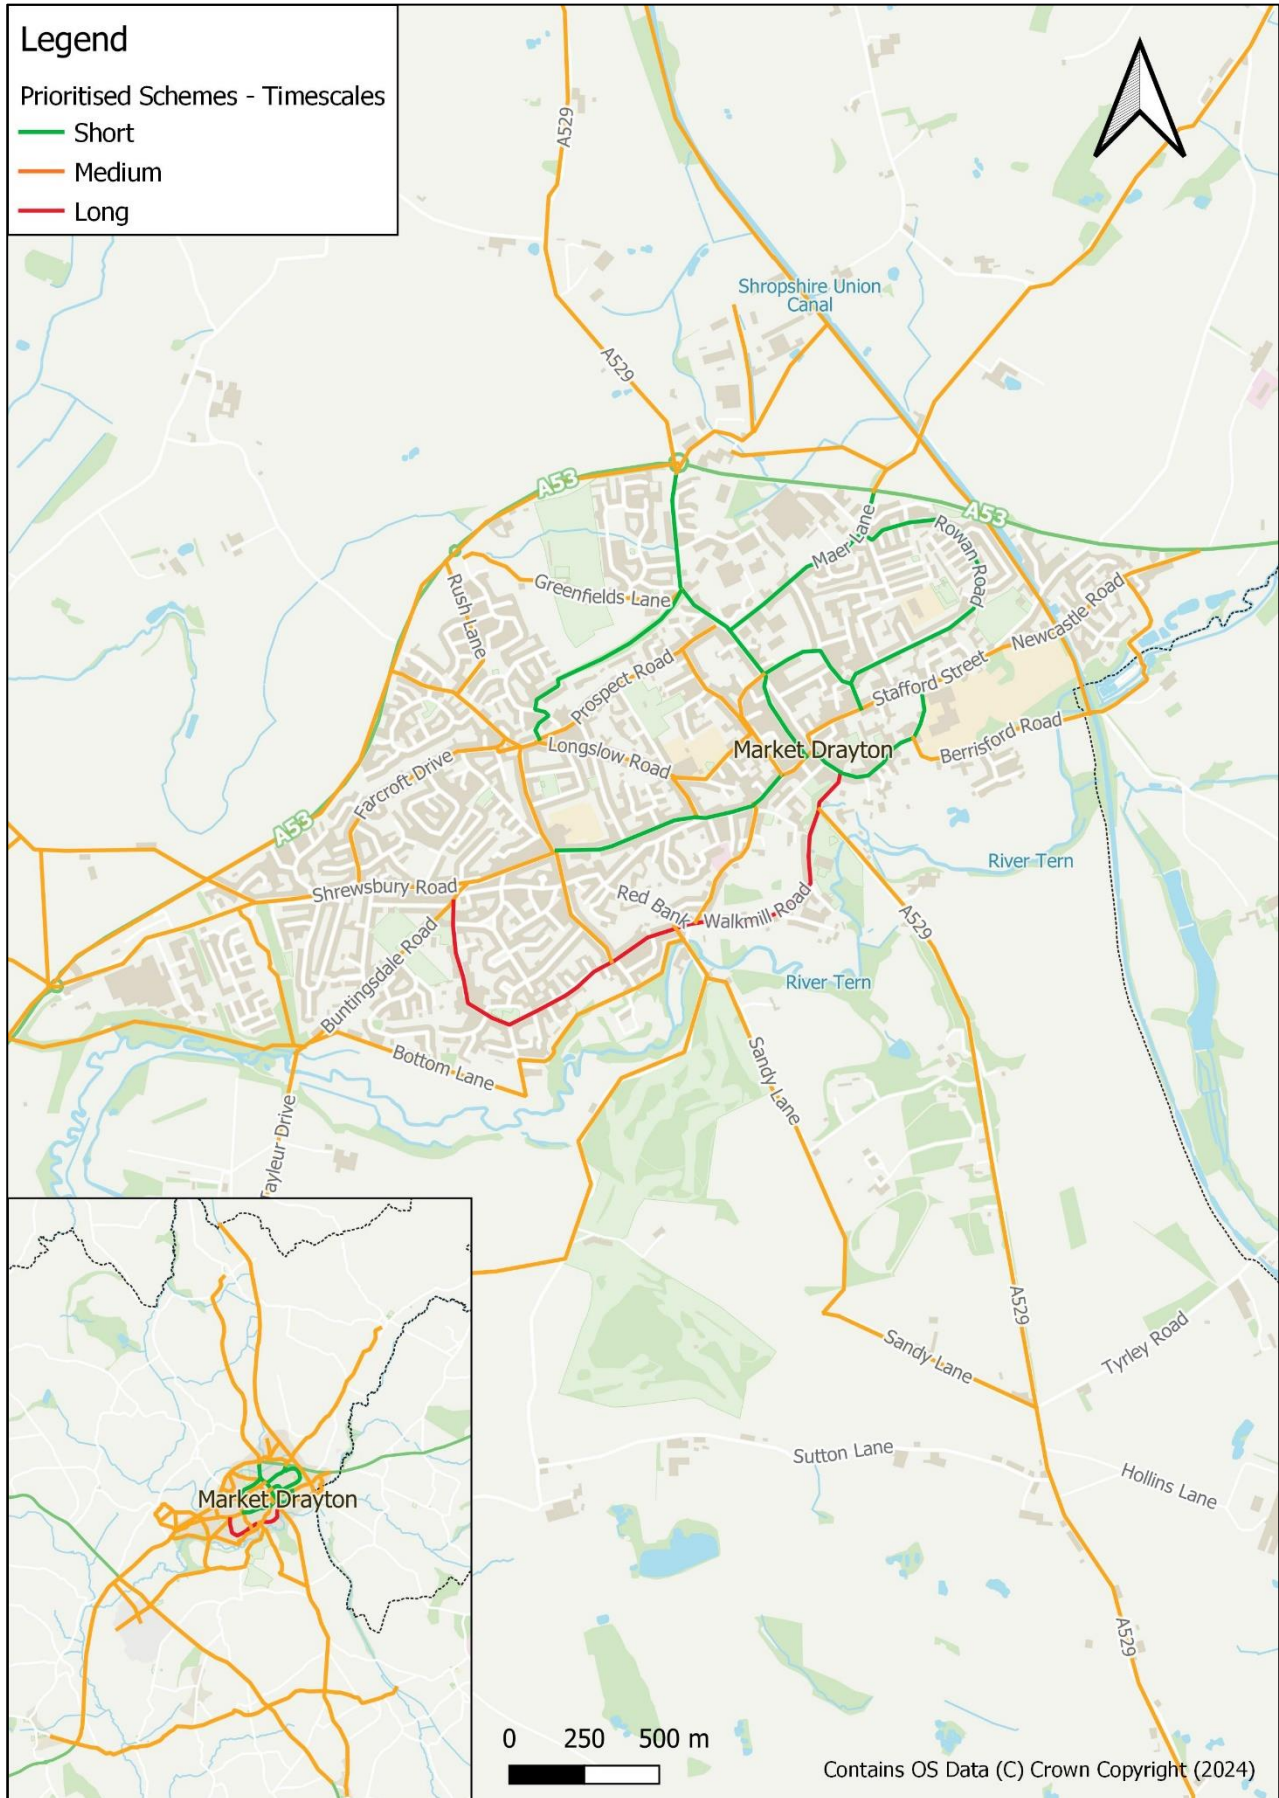 Legend
Prioritised Schemes - Timescales
Short
Medium
Long
A529
Shropshire Union
Canal
A529
A53
A53
Maer Lane
Rowan Road
Rush Lane
Greenfields Lane
Newcastle Road
Prospect Road
Stafford Street
Longslow Road
Market Drayton
Berrisford Road
Farcroft Drive
A53
River Tern
Shrewsbury Road
Red Bank
Walkmill Road
A529
Buntingsdale Road
River Tern
Bottom Lane
Sandy Lane
Tayleur Drive
A529
Sandy Lane
Tyrley Road
Sutton Lane
Hollins Lane
Market Drayton
A529
0 250 500 m
Contains OS Data (C) Crown Copyright (2024)